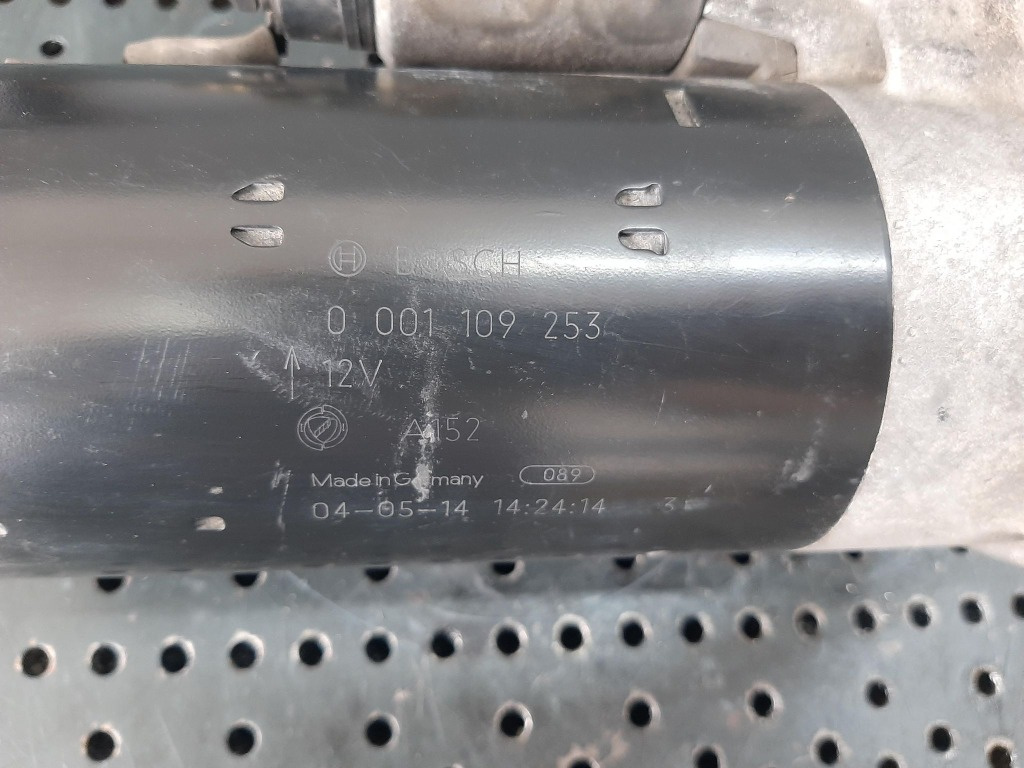 BOSCH
0 001 109 253
12V
A152
Made in Germany 089
04-05-14 14:24:14